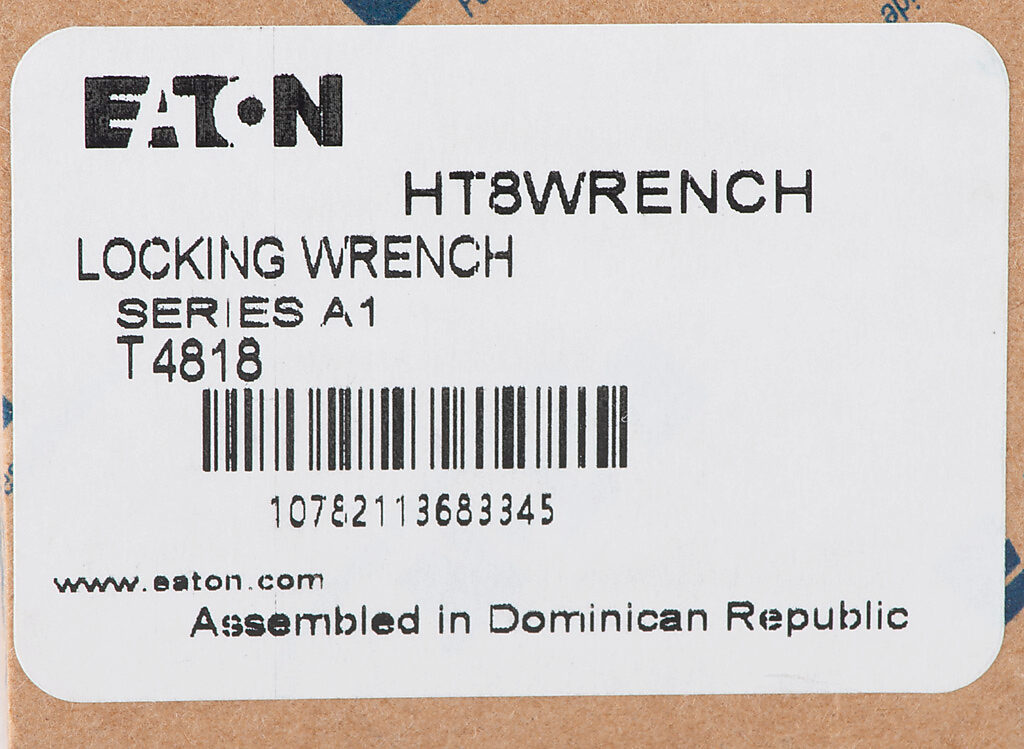 EATON
HT8WRENCH
LOCKING WRENCH
SERIES A1
T4818
10782113683345
www.eaton.com
Assembled in Dominican Republic